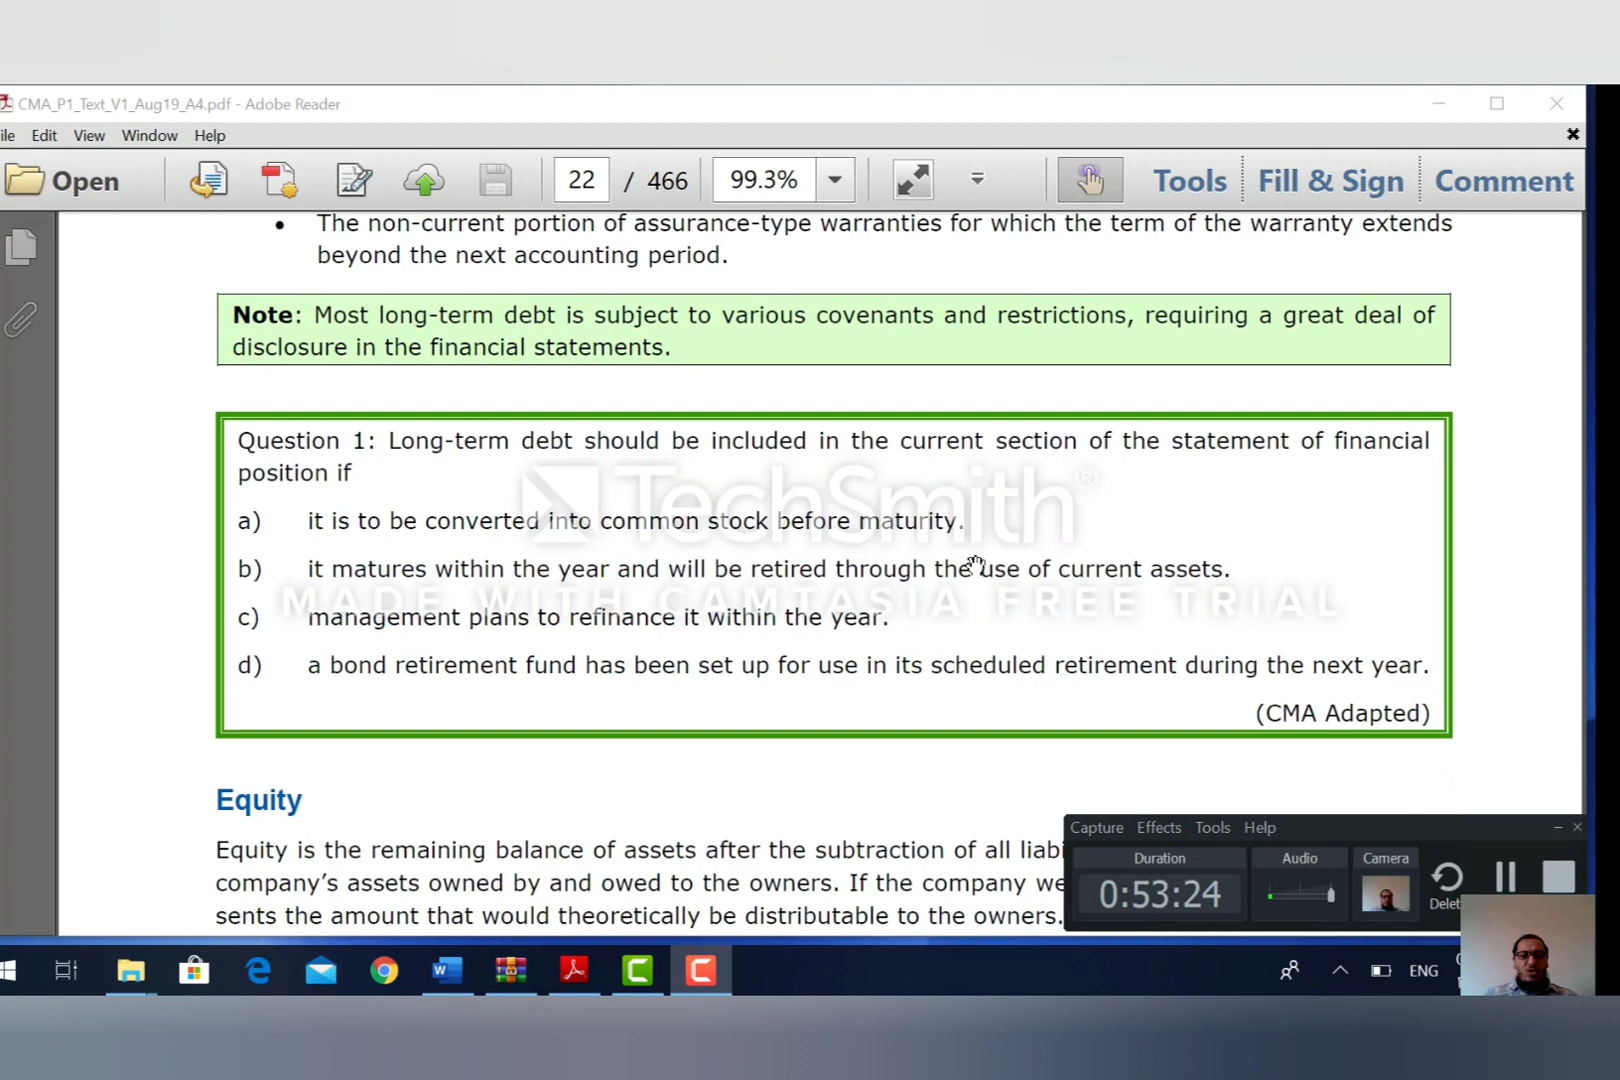 CMA_P1_Text_V1_Aug19_A4.pdf - Adobe Reader
ile Edit View Window Help
Open 22 / 466 99.3% Tools Fill & Sign Comment
• The non-current portion of assurance-type warranties for which the term of the warranty extends
beyond the next accounting period.
Note: Most long-term debt is subject to various covenants and restrictions, requiring a great deal of
disclosure in the financial statements.
Question 1: Long-term debt should be included in the current section of the statement of financial
position if
TechSmith®
a) it is to be converted into common stock before maturity.
b) it matures within the year and will be retired through the use of current assets.
MADE WITH CAMTASIA FREE TRIAL
c) management plans to refinance it within the year.
d) a bond retirement fund has been set up for use in its scheduled retirement during the next year.
(CMA Adapted)
Equity
Equity is the remaining balance of assets after the subtraction of all liabi
company's assets owned by and owed to the owners. If the company we
sents the amount that would theoretically be distributable to the owners.
Capture Effects Tools Help
Duration Audio Camera
0:53:24
Delet
ENG